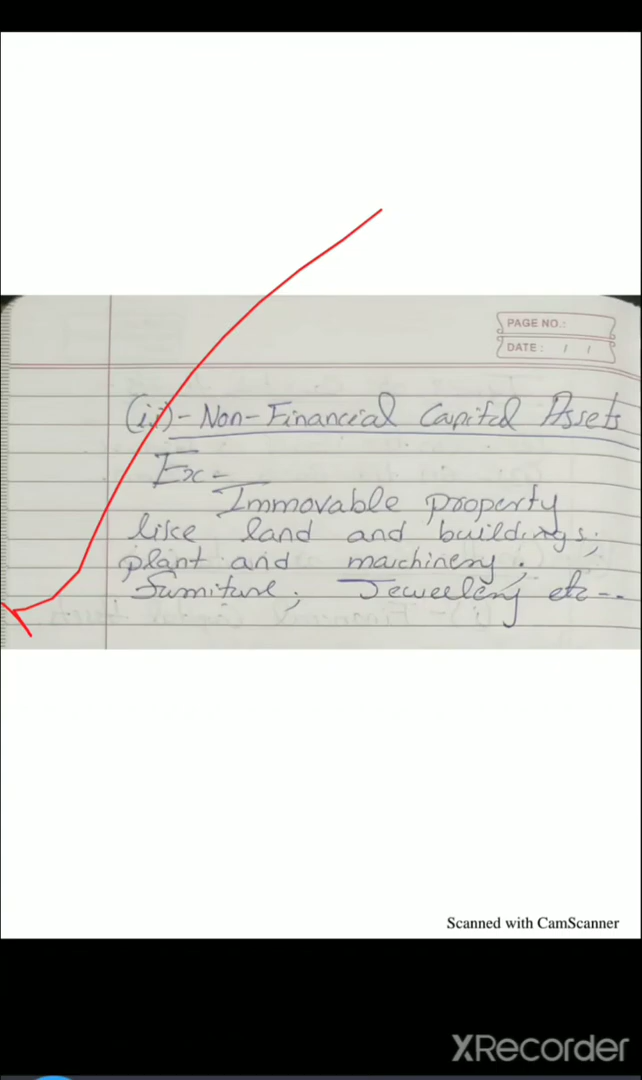 PAGE NO.:
DATE: / /
(ii)-Non-Financial Capital Assets
Ex-
Immovable property
like land and buildings;
plant and machinery;
furniture; Jewelery etc--
Scanned with CamScanner
XRecorder